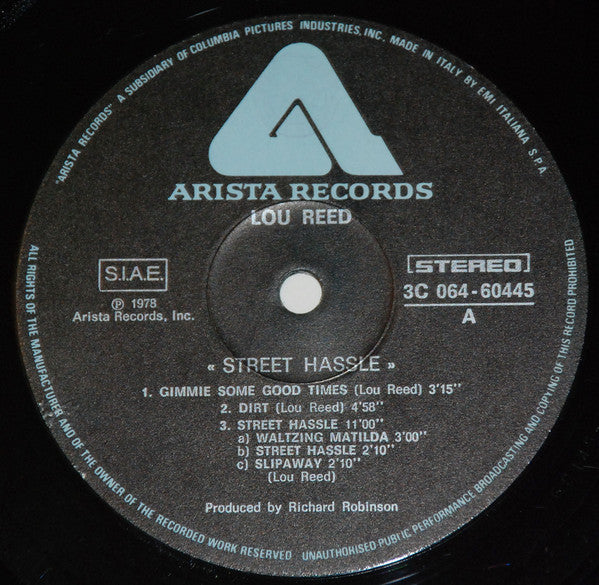 "ARISTA RECORDS" A SUBSIDIARY OF COLUMBIA PICTURES INDUSTRIES, INC. MADE IN ITALY BY EMI ITALIANA S.P.A.
ARISTA RECORDS
LOU REED
S.I.A.E.
℗ 1978
Arista Records, Inc.
STEREO
3C 064-60445
A
« STREET HASSLE »
1. GIMMIE SOME GOOD TIMES (Lou Reed) 3'15"
2. DIRT (Lou Reed) 4'58"
3. STREET HASSLE 11'00"
a) WALTZING MATILDA 3'00"
b) STREET HASSLE 2'10"
c) SLIPAWAY 2'10"
(Lou Reed)
Produced by Richard Robinson
ALL RIGHTS OF THE MANUFACTURER AND OF THE OWNER OF THE RECORDED WORK RESERVED UNAUTHORISED PUBLIC PERFORMANCE BROADCASTING AND COPYING OF THIS RECORD PROHIBITED